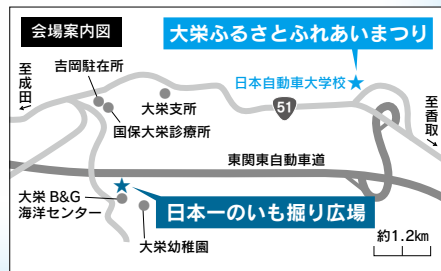 会場案内図
大栄ふるさとふれあいまつり
至成田
吉岡駐在所
大栄支所
日本自動車大学校
至香取
国保大栄診療所
51
東関東自動車道
大栄B&G
海洋センター
日本一のいも掘り広場
大栄幼稚園
約1.2km